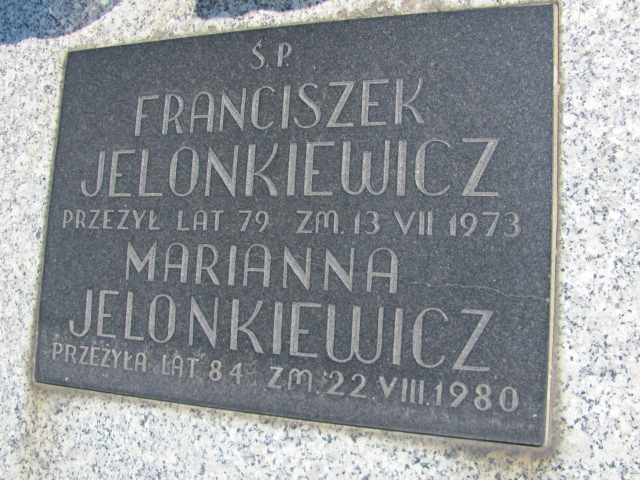 Ś.P.
FRANCISZEK
JELONKIEWICZ
PRZEŻYŁ LAT 79 ZM. 13 VII 1973
MARIANNA
JELONKIEWICZ
PRZEŻYŁA LAT 84 ZM. 22.VIII.1980